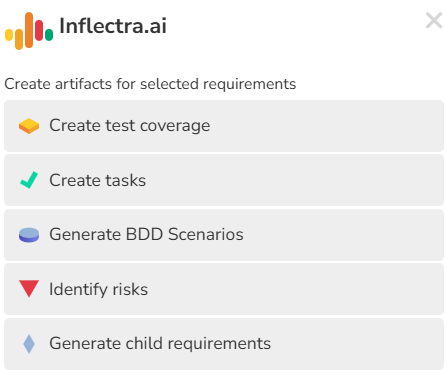 Inflectra.ai
Create artifacts for selected requirements
Create test coverage
Create tasks
Generate BDD Scenarios
Identify risks
Generate child requirements